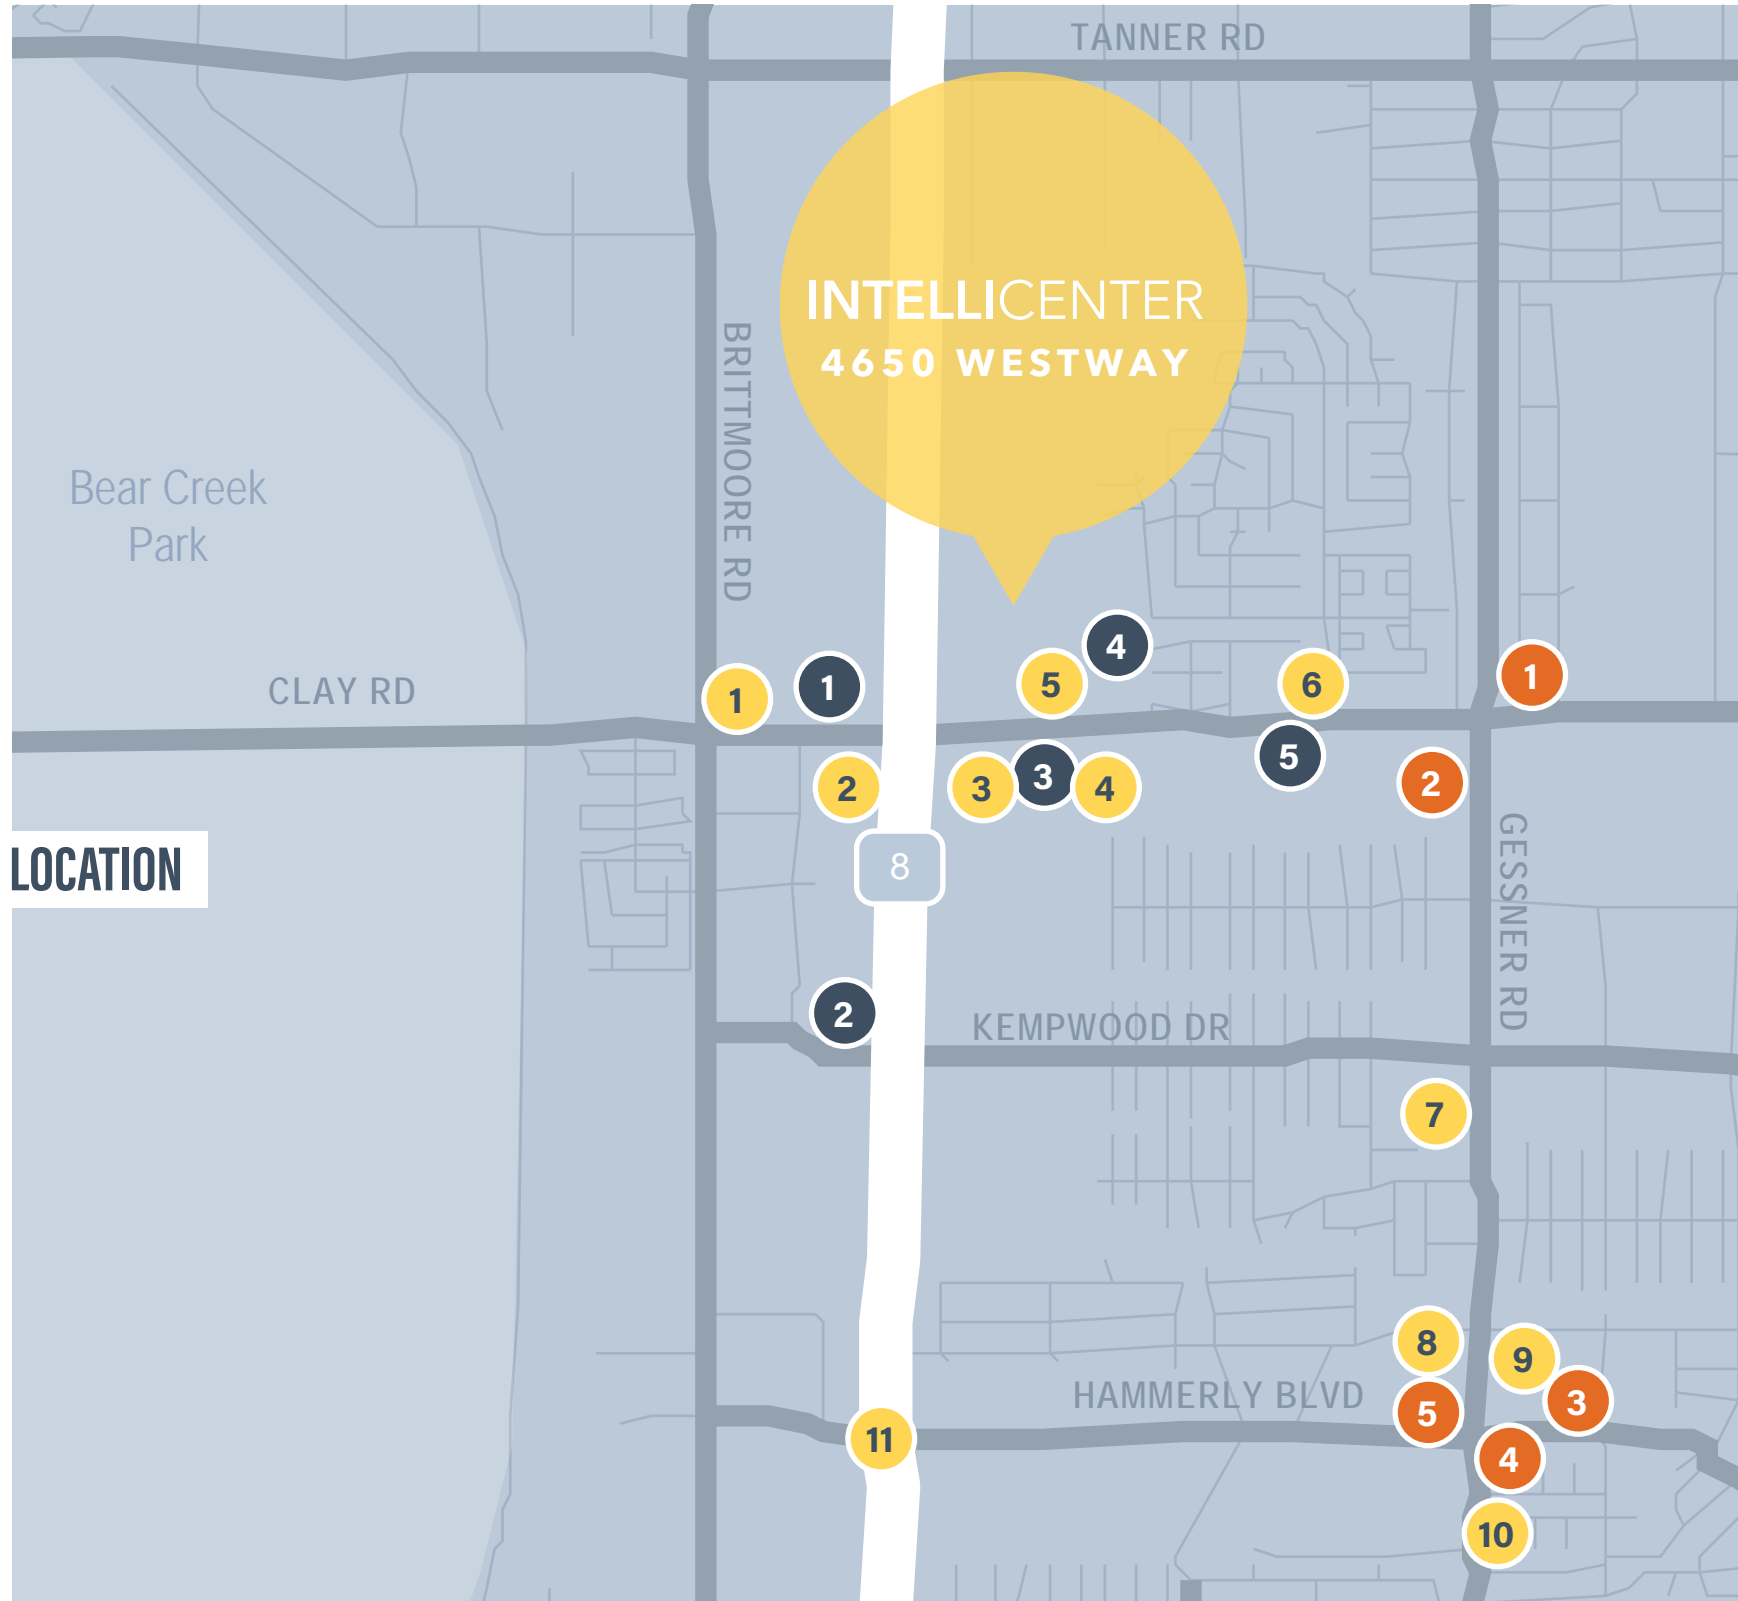 TANNER RD
INTELLICENTER
4650 WESTWAY
BRITTMOORE RD
Bear Creek
Park
4
1
1
5
6
1
CLAY RD
5
2
3
3
4
2
GESSNER RD
LOCATION
8
2
KEMPWOOD DR
7
8
9
HAMMERLY BLVD
5
3
11
4
10